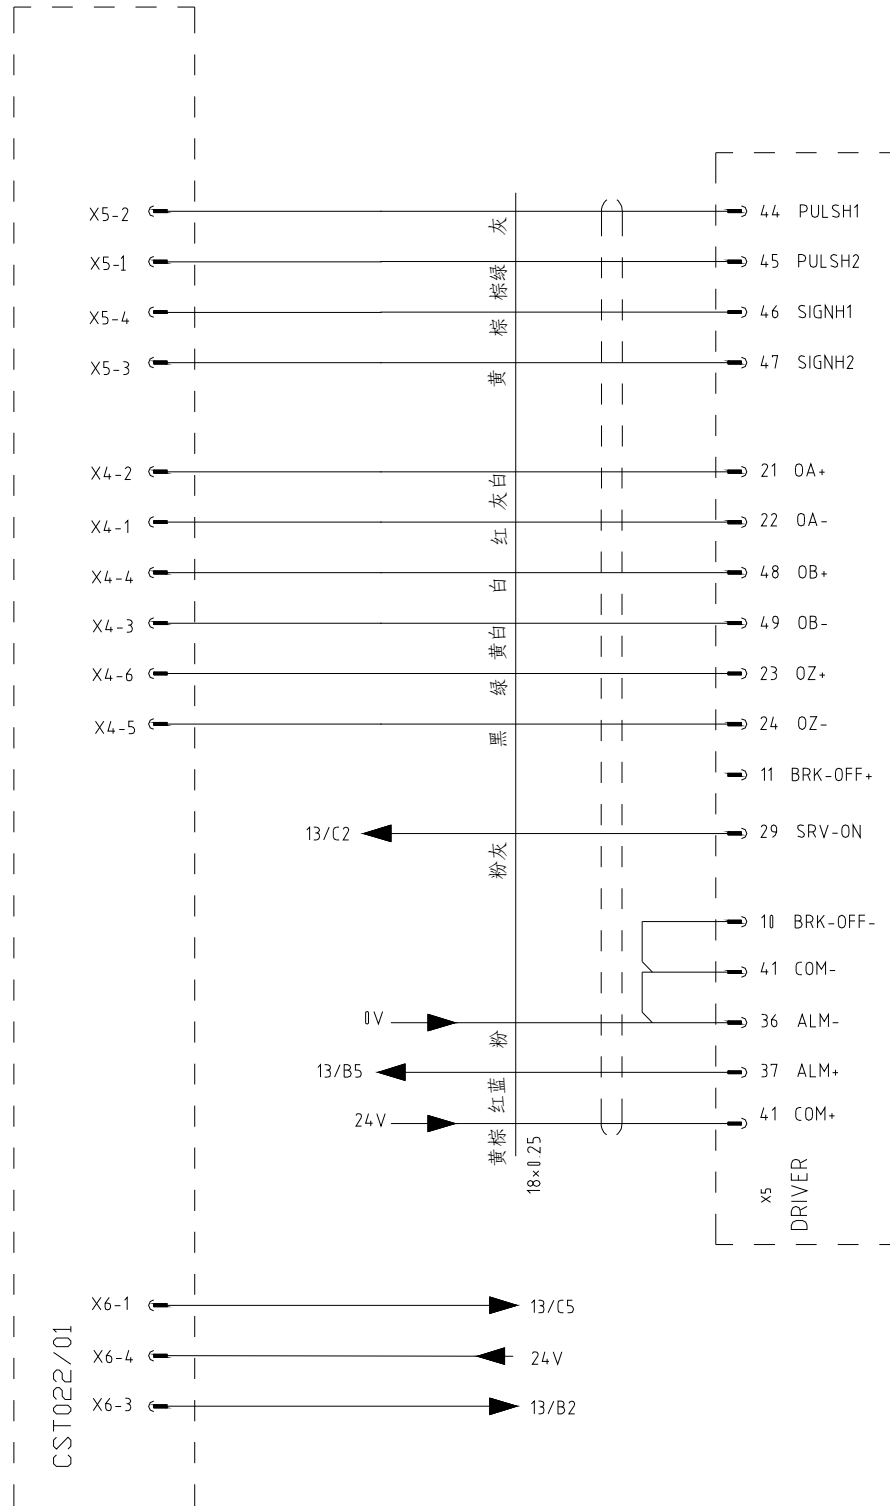 X5-2 灰 44 PULSH1
X5-1 棕绿 45 PULSH2
X5-4 棕 46 SIGNH1
X5-3 黄 47 SIGNH2
X4-2 灰白 21 OA+
X4-1 红 22 OA-
X4-4 白 48 OB+
X4-3 黄白 49 OB-
X4-6 绿 23 OZ+
X4-5 黑 24 OZ-
11 BRK-OFF+
13/C2 粉灰 29 SRV-ON
10 BRK-OFF-
41 COM-
0V 粉 36 ALM-
13/B5 红蓝 37 ALM+
24V 黄棕 41 COM+
18×0.25
X5
DRIVER
X6-1 13/C5
X6-4 24V
X6-3 13/B2
CST022/01